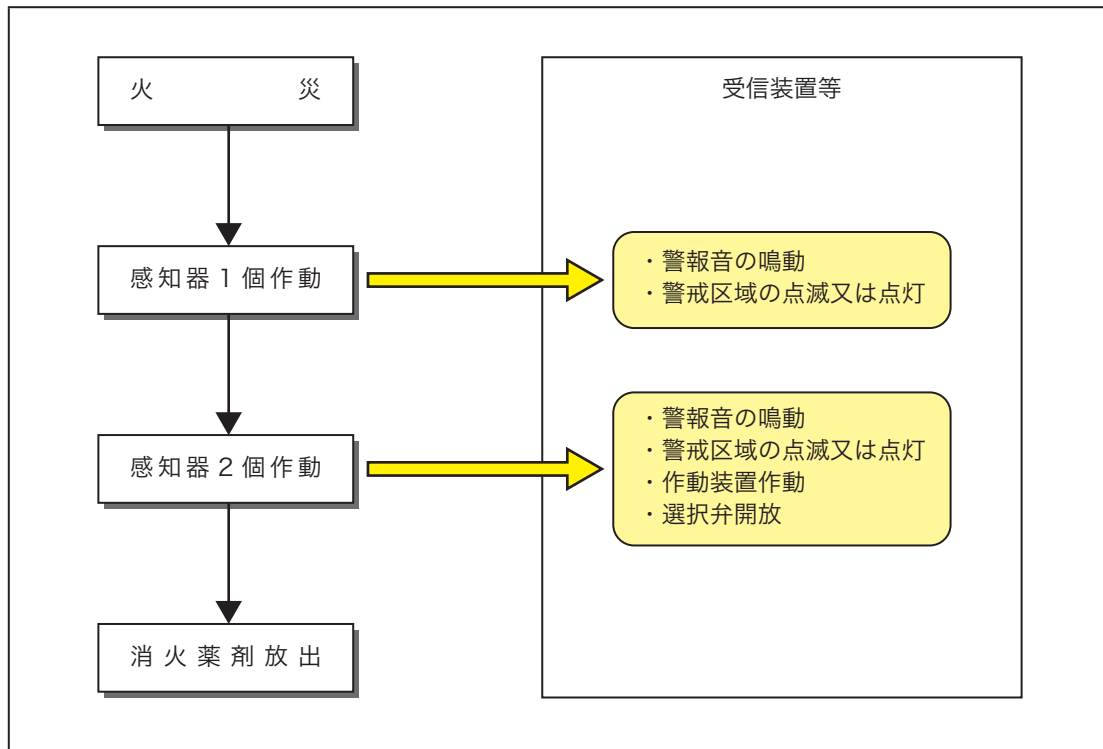 火災
受信装置等
感知器１個作動
・警報音の鳴動
・警戒区域の点滅又は点灯
感知器２個作動
・警報音の鳴動
・警戒区域の点滅又は点灯
・作動装置作動
・選択弁開放
消火薬剤放出